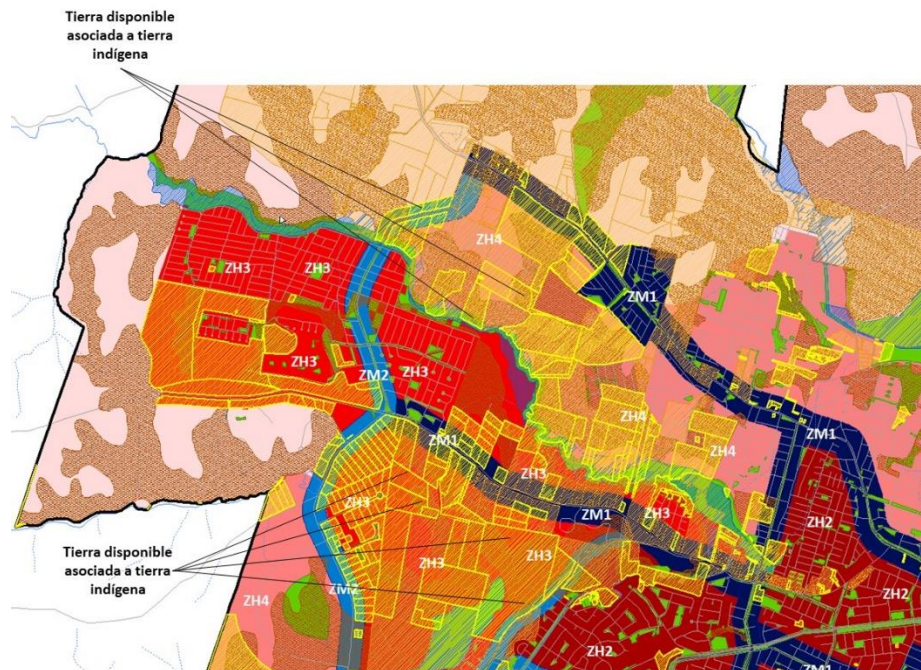 Tierra disponible
asociada a tierra
indígena
ZH4
ZH3
ZH3
ZM1
ZH3
ZM2
ZH3
ZH4
ZH4
ZM1
ZM1
ZH3
ZH3
ZM1
ZH3
ZH2
Tierra disponible
asociada a tierra
indígena
ZH3
ZH3
ZH4
ZM2
ZH2
ZH2
ZM1